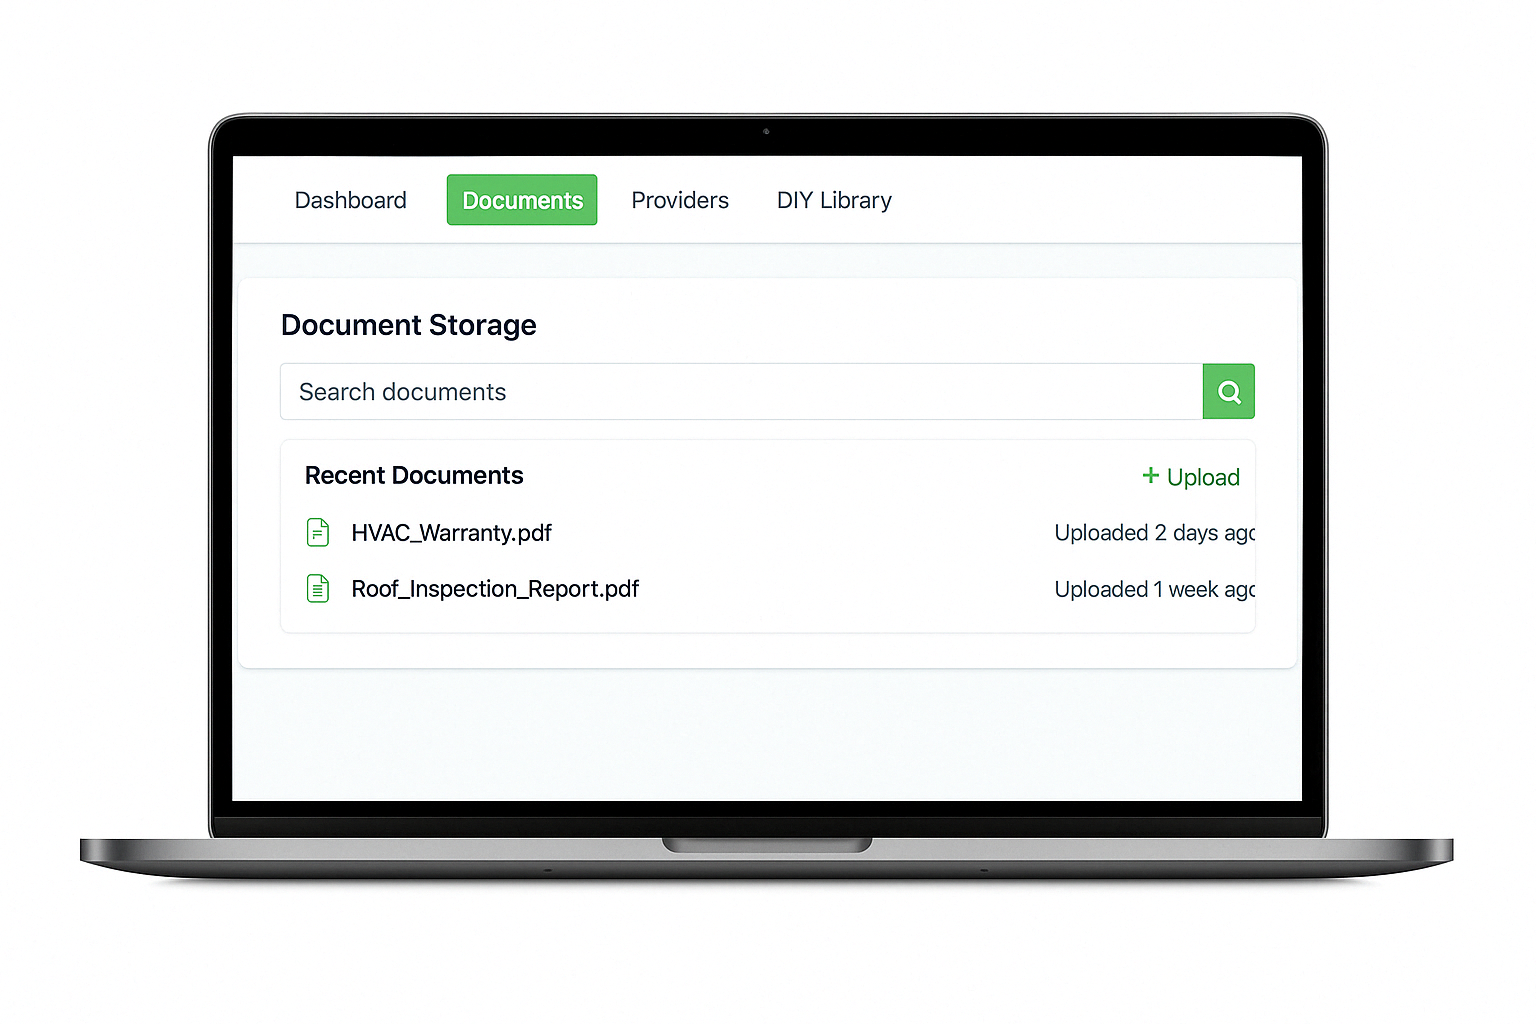 Dashboard Documents Providers DIY Library
Document Storage
Search documents
Recent Documents + Upload
HVAC_Warranty.pdf Uploaded 2 days ago
Roof_Inspection_Report.pdf Uploaded 1 week ago